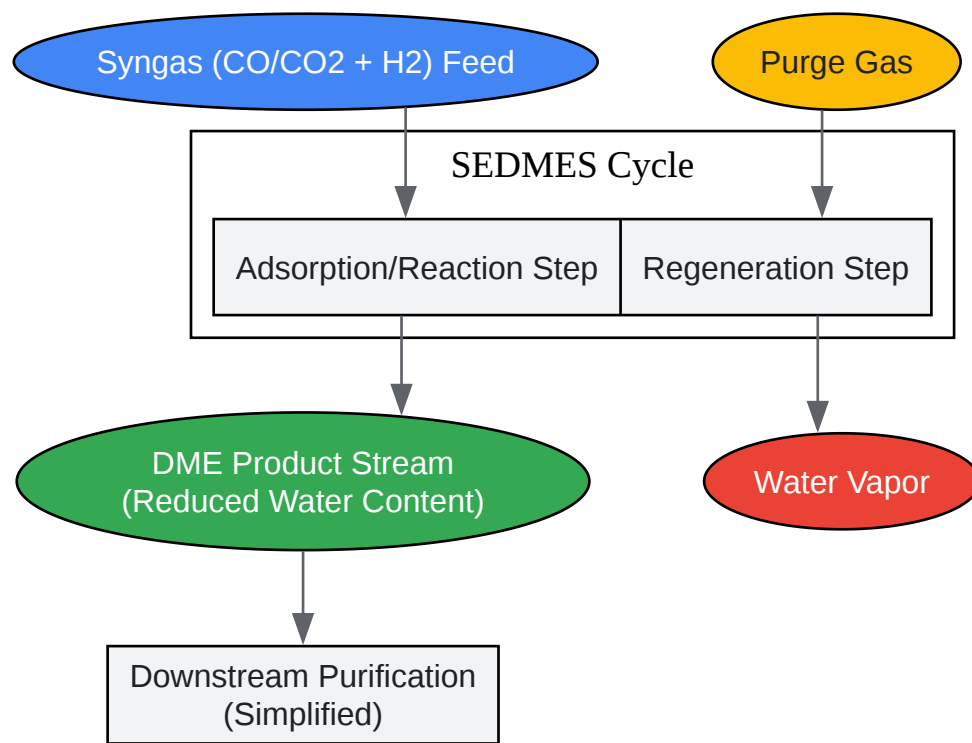 Syngas (CO/CO2 + H2) Feed
Purge Gas
SEDMES Cycle
Adsorption/Reaction Step
Regeneration Step
DME Product Stream
(Reduced Water Content)
Water Vapor
Downstream Purification
(Simplified)